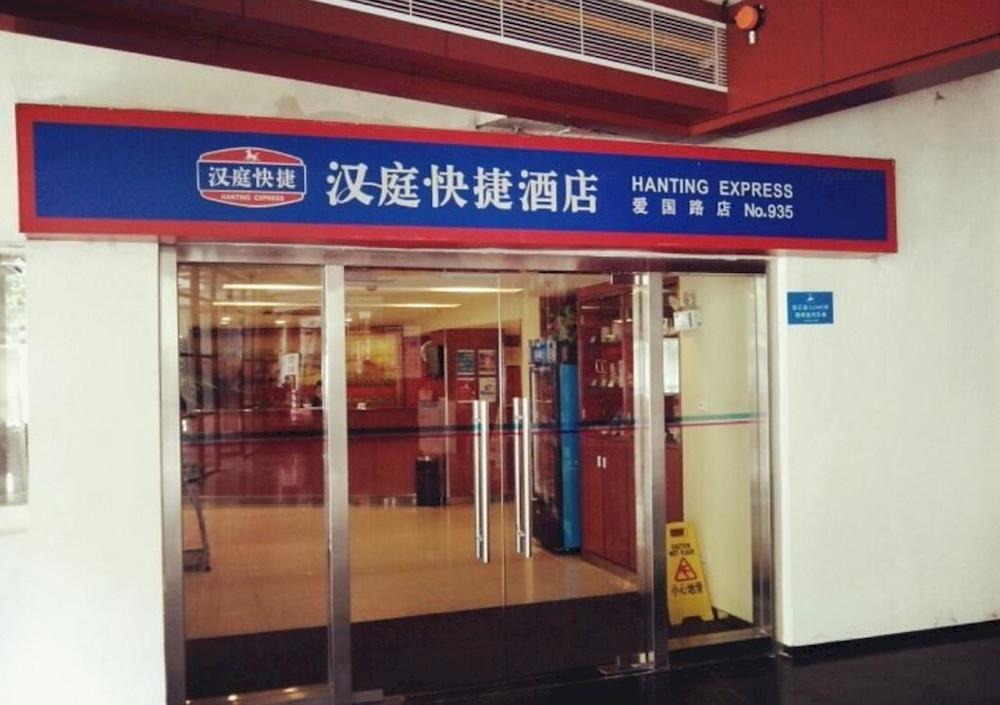 汉庭快捷
HANTING EXPRESS
汉庭快捷酒店
HANTING EXPRESS
爱国路店 No.935
CAUTION
WET FLOOR
小心地滑